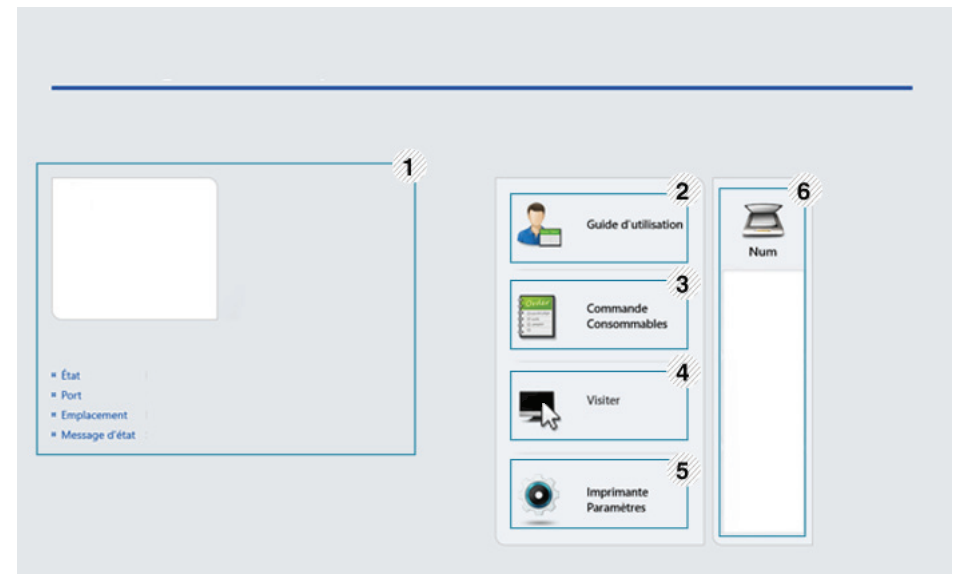 1
État
Port
Emplacement
Message d'état
2
Guide d'utilisation
3
Commande
Consommables
4
Visiter
5
Imprimante
Paramètres
6
Num